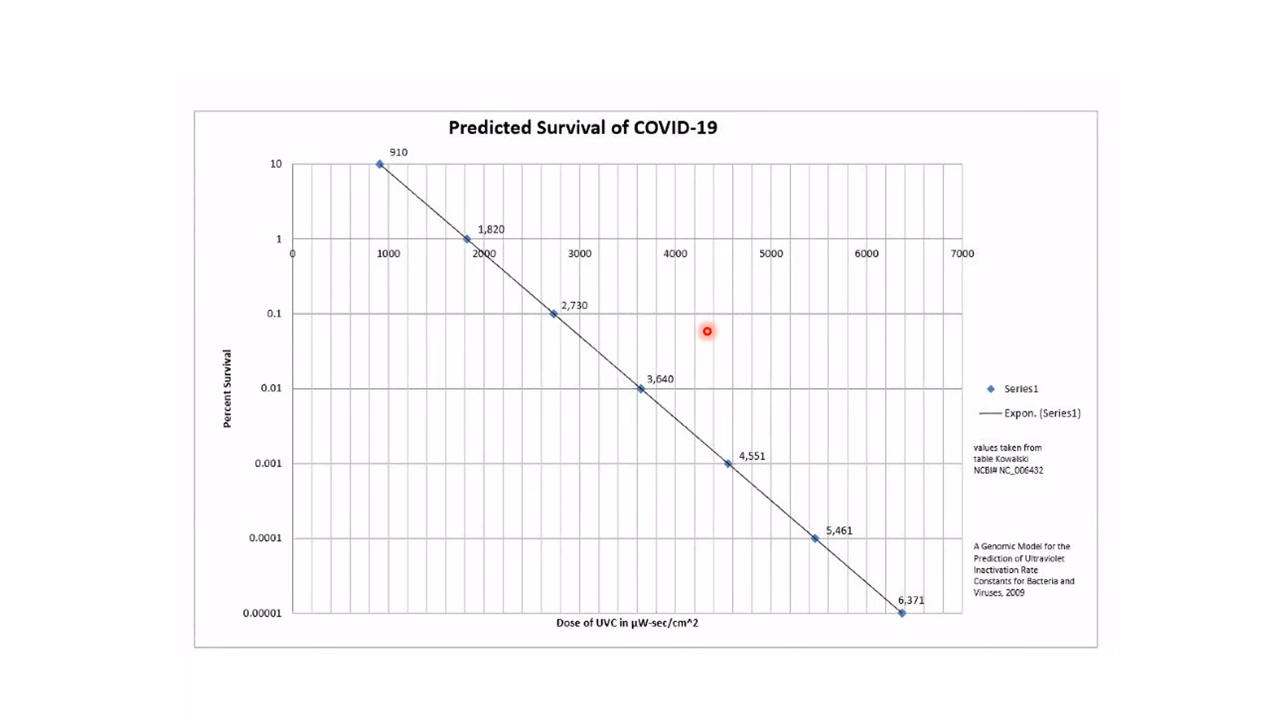 Predicted Survival of COVID-19
910
10
1,820
1
0 1000 2000 3000 4000 5000 6000 7000
2,730
0.1
3,640
0.01
4,551
0.001
5,461
0.0001
6,371
0.00001
Percent Survival
Dose of UVC in µW-sec/cm^2
Series1
Expon. (Series1)
values taken from
table Kowalski
NCBI# NC_006432
A Genomic Model for the
Prediction of Ultraviolet
Inactivation Rate
Constants for Bacteria and
Viruses, 2009